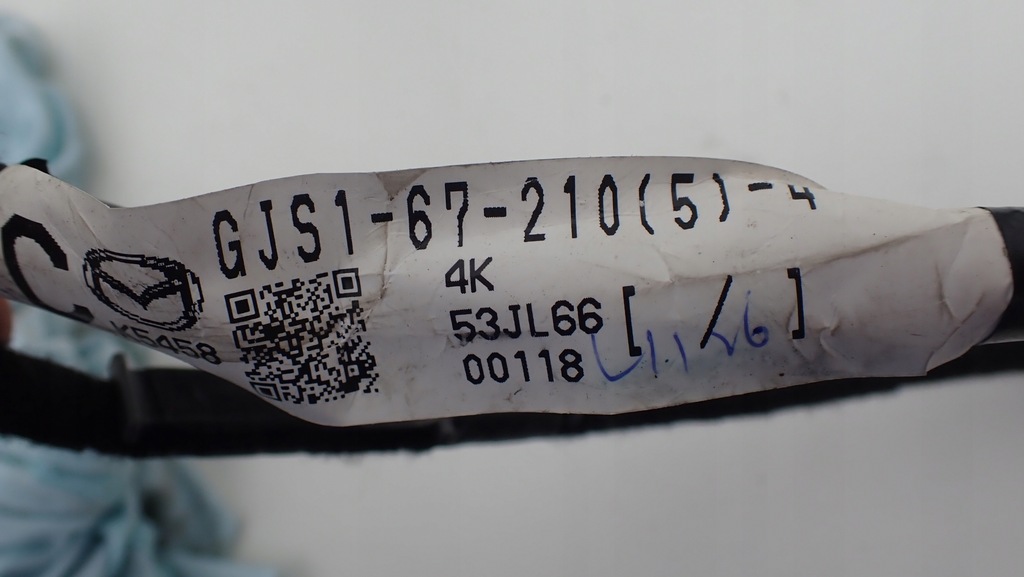 GJS1-67-210(5)-4
4K
53JL66 [ / ]
00118
K5458